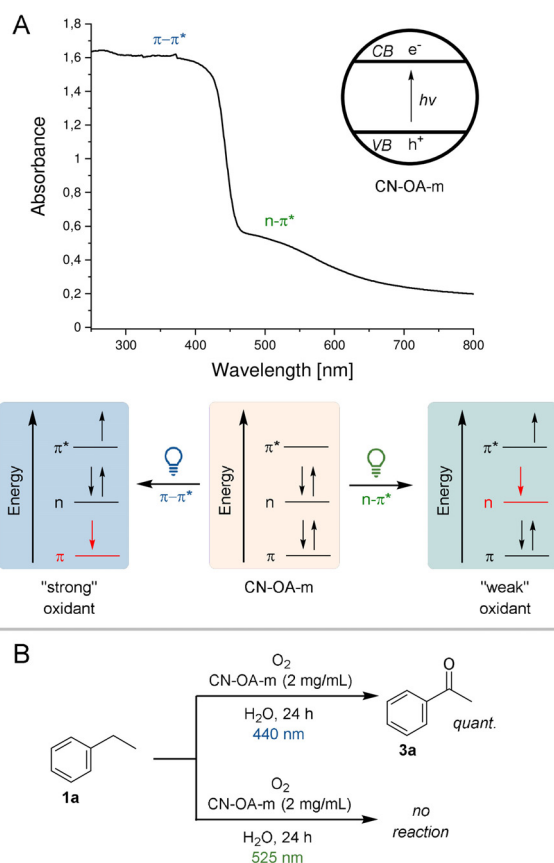 A
π–π*
n-π*
1,8
1,6
1,4
1,2
1
0,8
0,6
0,4
0,2
0
Absorbance
300 400 500 600 700 800
Wavelength [nm]
CB e⁻
hν
VB h⁺
CN-OA-m
Energy
π*
n
π
"strong"
oxidant
π–π*
Energy
π*
n
π
CN-OA-m
n-π*
Energy
π*
n
π
"weak"
oxidant
B
1a
O₂
CN-OA-m (2 mg/mL)
H₂O, 24 h
440 nm
O
3a
quant.
O₂
CN-OA-m (2 mg/mL)
H₂O, 24 h
525 nm
no
reaction